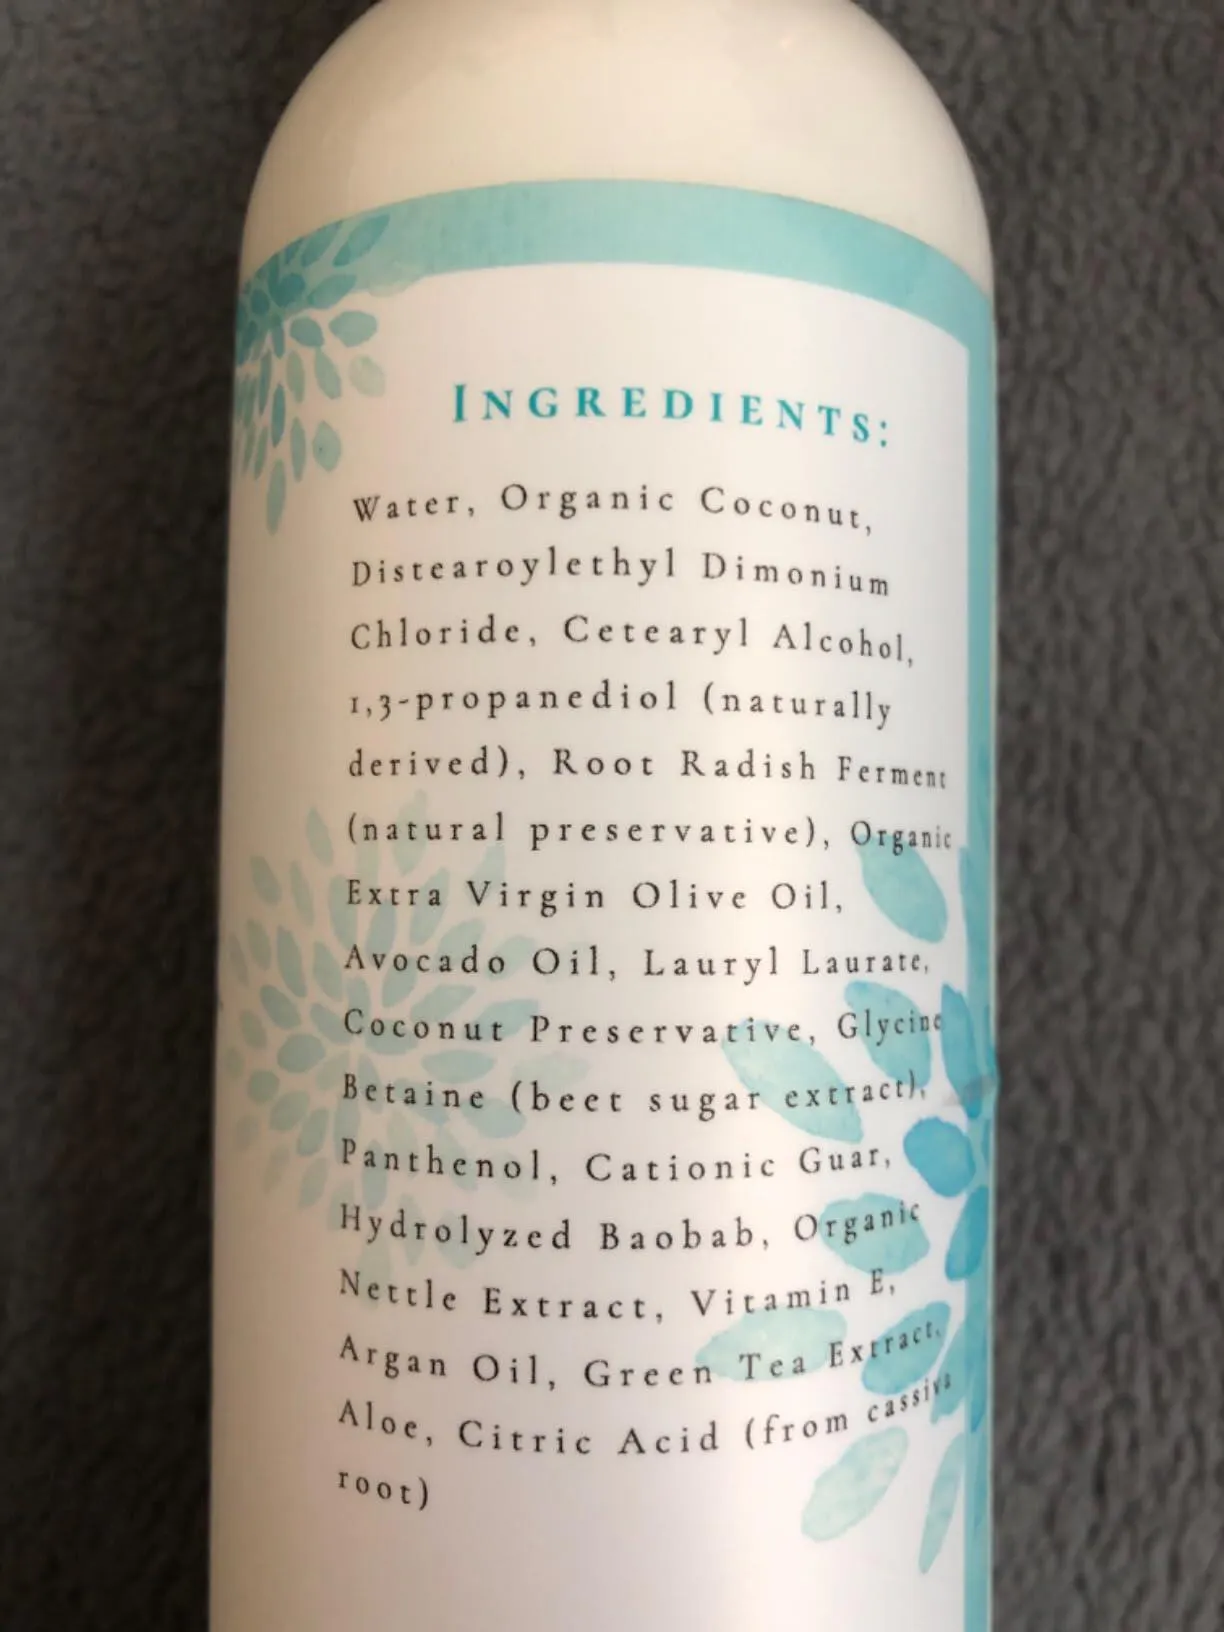 INGREDIENTS:
Water, Organic Coconut,
Distearoylethyl Dimonium
Chloride, Cetearyl Alcohol,
1,3-propanediol (naturally
derived), Root Radish Ferment
(natural preservative), Organic
Extra Virgin Olive Oil,
Avocado Oil, Lauryl Laurate,
Coconut Preservative, Glycine
Betaine (beet sugar extract),
Panthenol, Cationic Guar,
Hydrolyzed Baobab, Organic
Nettle Extract, Vitamin E,
Argan Oil, Green Tea Extract,
Aloe, Citric Acid (from cassiva
root)